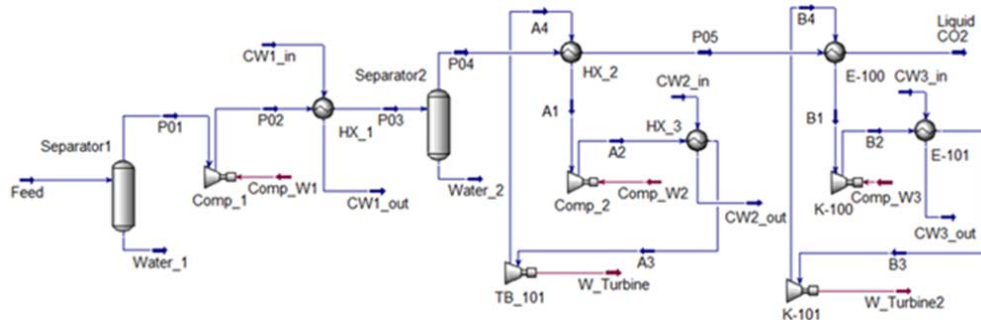 Feed
Separator1
Water_1
P01
Comp_1
Comp_W1
P02
CW1_in
HX_1
CW1_out
P03
Separator2
P04
Water_2
A4
HX_2
P05
A1
Comp_2
Comp_W2
A2
CW2_in
HX_3
CW2_out
A3
TB_101
W_Turbine
B4
E-100
Liquid
CO2
B1
K-100
Comp_W3
B2
CW3_in
E-101
CW3_out
B3
K-101
W_Turbine2